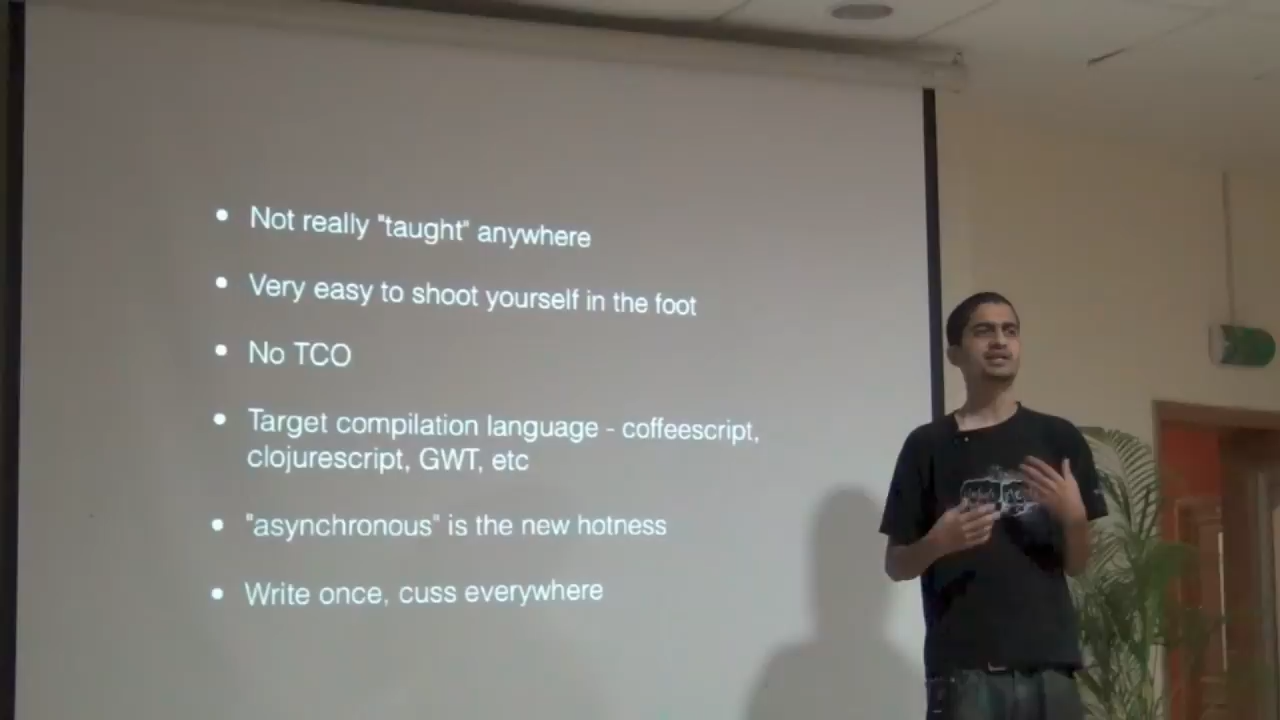 • Not really "taught" anywhere
• Very easy to shoot yourself in the foot
• No TCO
• Target compilation language - coffeescript,
clojurescript, GWT, etc
• "asynchronous" is the new hotness
• Write once, cuss everywhere